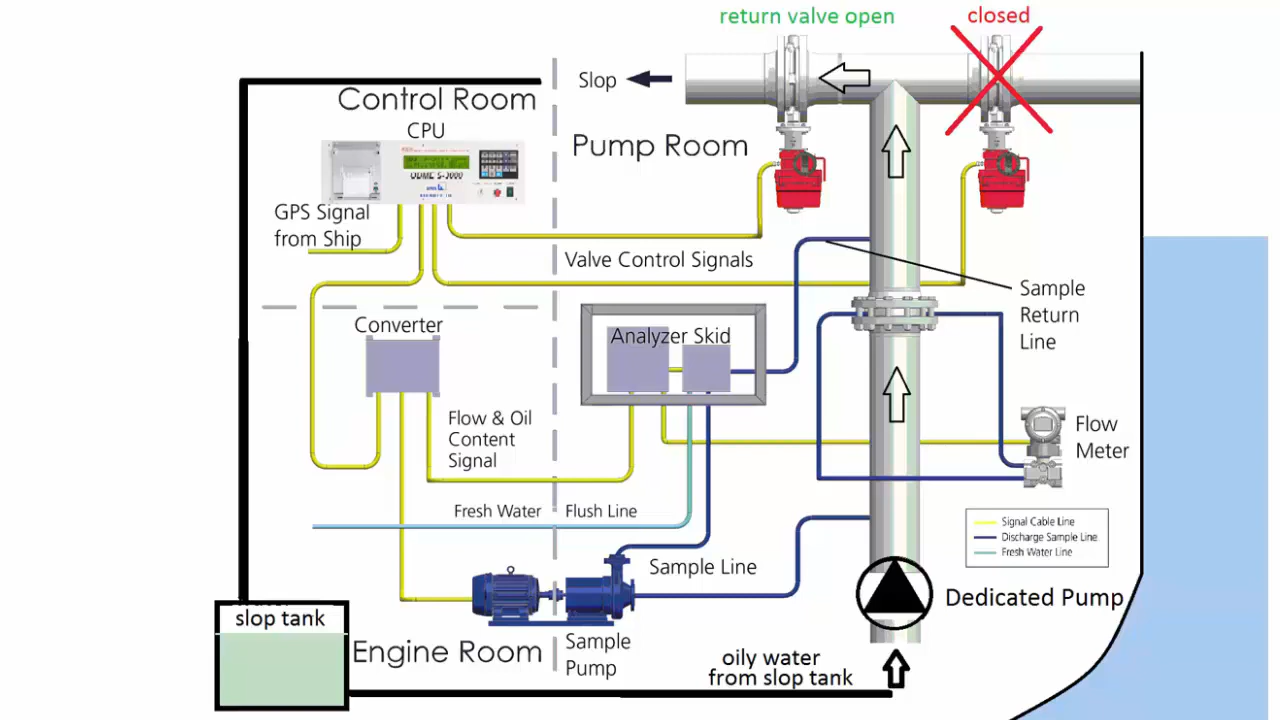 return valve open
closed
Slop
Control Room
CPU
Pump Room
ODME S-3000
GPS Signal
from Ship
Valve Control Signals
Sample
Return
Line
Converter
Analyzer Skid
Flow & Oil
Content
Signal
Flow
Meter
Fresh Water
Flush Line
Signal Cable Line
Discharge Sample Line
Fresh Water Line
Sample Line
Dedicated Pump
slop tank
Engine Room
Sample
Pump
oily water
from slop tank